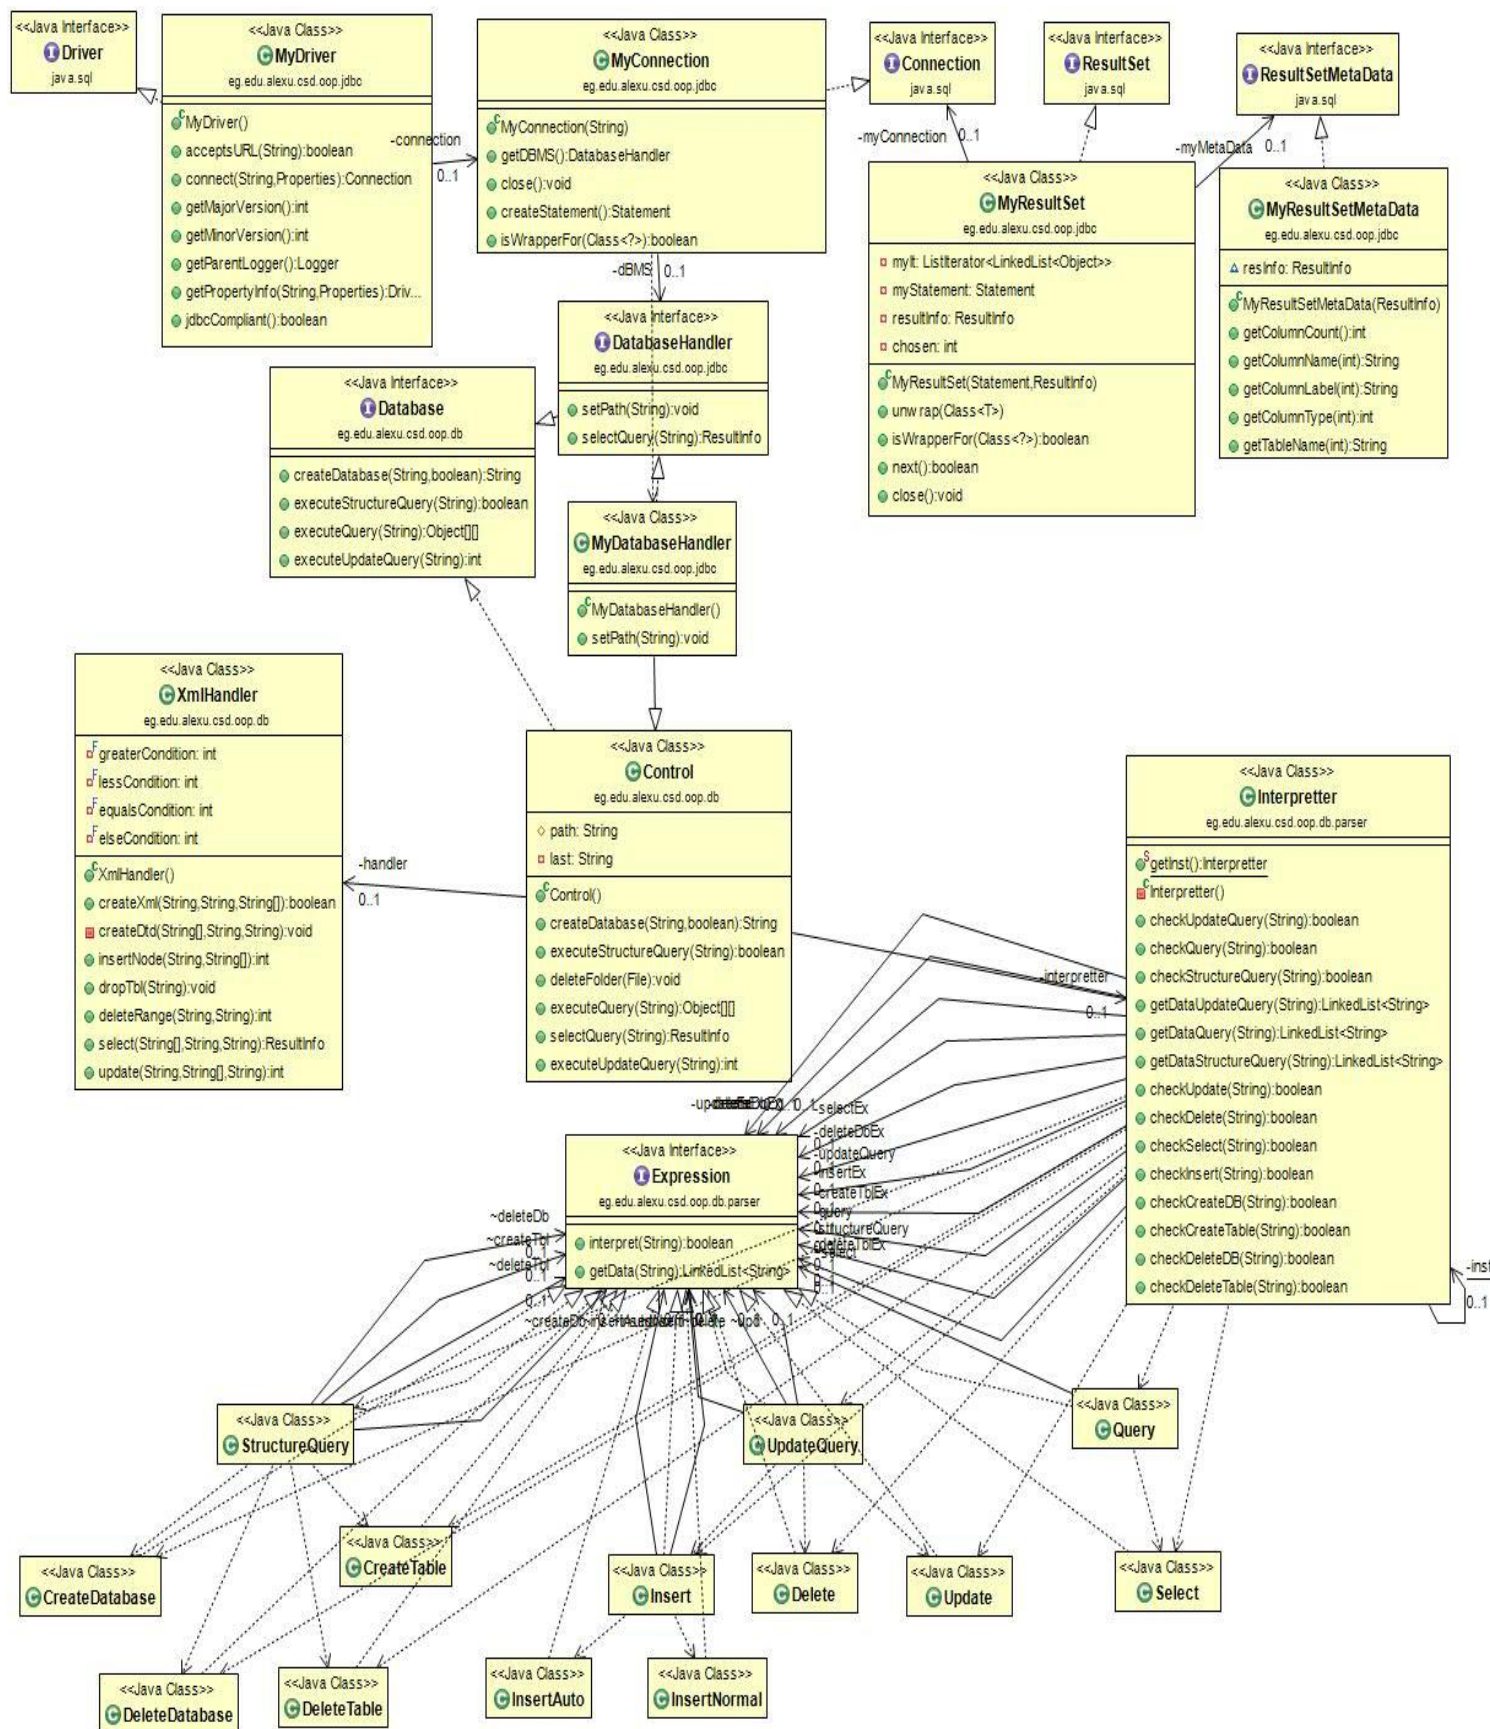 <<Java Interface>>
Driver
java.sql
<<Java Class>>
MyDriver
eg.edu.alexu.csd.oop.jdbc
MyDriver()
acceptsURL(String):boolean
connect(String,Properties):Connection
getMajorVersion():int
getMinorVersion():int
getParentLogger():Logger
getPropertyInfo(String,Properties):Driv...
jdbcCompliant():boolean
-connection
0..1
<<Java Class>>
MyConnection
eg.edu.alexu.csd.oop.jdbc
MyConnection(String)
getDBMS():DatabaseHandler
close():void
createStatement():Statement
isWrapperFor(Class<?>):boolean
-dBMS
0..1
<<Java Interface>>
Connection
java.sql
<<Java Interface>>
ResultSet
java.sql
<<Java Interface>>
ResultSetMetaData
java.sql
-myConnection
0..1
-myMetaData
0..1
<<Java Class>>
MyResultSet
eg.edu.alexu.csd.oop.jdbc
myIt: ListIterator<LinkedList<Object>>
myStatement: Statement
resultInfo: ResultInfo
chosen: int
MyResultSet(Statement,ResultInfo)
unwrap(Class<T>)
isWrapperFor(Class<?>):boolean
next():boolean
close():void
<<Java Class>>
MyResultSetMetaData
eg.edu.alexu.csd.oop.jdbc
resInfo: ResultInfo
MyResultSetMetaData(ResultInfo)
getColumnCount():int
getColumnName(int):String
getColumnLabel(int):String
getColumnType(int):int
getTableName(int):String
<<Java Interface>>
DatabaseHandler
eg.edu.alexu.csd.oop.jdbc
setPath(String):void
selectQuery(String):ResultInfo
<<Java Interface>>
Database
eg.edu.alexu.csd.oop.db
createDatabase(String,boolean):String
executeStructureQuery(String):boolean
executeQuery(String):Object[][]
executeUpdateQuery(String):int
<<Java Class>>
MyDatabaseHandler
eg.edu.alexu.csd.oop.jdbc
MyDatabaseHandler()
setPath(String):void
<<Java Class>>
XmlHandler
eg.edu.alexu.csd.oop.db
greaterCondition: int
lessCondition: int
equalsCondition: int
elseCondition: int
XmlHandler()
createXml(String,String,String[]):boolean
createDtd(String[],String,String):void
insertNode(String,String[]):int
dropTbl(String):void
deleteRange(String,String):int
select(String[],String,String):ResultInfo
update(String,String[],String):int
-handler
0..1
<<Java Class>>
Control
eg.edu.alexu.csd.oop.db
path: String
last: String
Control()
createDatabase(String,boolean):String
executeStructureQuery(String):boolean
deleteFolder(File):void
executeQuery(String):Object[][]
selectQuery(String):ResultInfo
executeUpdateQuery(String):int
-interpretter
0..1
<<Java Class>>
Interpretter
eg.edu.alexu.csd.oop.db.parser
getInst():Interpretter
Interpretter()
checkUpdateQuery(String):boolean
checkQuery(String):boolean
checkStructureQuery(String):boolean
getDataUpdateQuery(String):LinkedList<String>
getDataQuery(String):LinkedList<String>
getDataStructureQuery(String):LinkedList<String>
checkUpdate(String):boolean
checkDelete(String):boolean
checkSelect(String):boolean
checkInsert(String):boolean
checkCreateDB(String):boolean
checkCreateTable(String):boolean
checkDeleteDB(String):boolean
checkDeleteTable(String):boolean
-inst
0..1
0..1
-selectEx
-deleteDbEx
-updateQuery
-insertEx
-createTblEx
-query
-structureQuery
-deleteTblEx
<<Java Interface>>
Expression
eg.edu.alexu.csd.oop.db.parser
interpret(String):boolean
getData(String):LinkedList<String>
~deleteDb
~createTbl
0..1
~deleteTbl
0..1
0..1
~createDb
~upd
0..1
<<Java Class>>
StructureQuery
<<Java Class>>
UpdateQuery
<<Java Class>>
Query
<<Java Class>>
CreateDatabase
<<Java Class>>
CreateTable
<<Java Class>>
Insert
<<Java Class>>
Delete
<<Java Class>>
Update
<<Java Class>>
Select
<<Java Class>>
DeleteDatabase
<<Java Class>>
DeleteTable
<<Java Class>>
InsertAuto
<<Java Class>>
InsertNormal